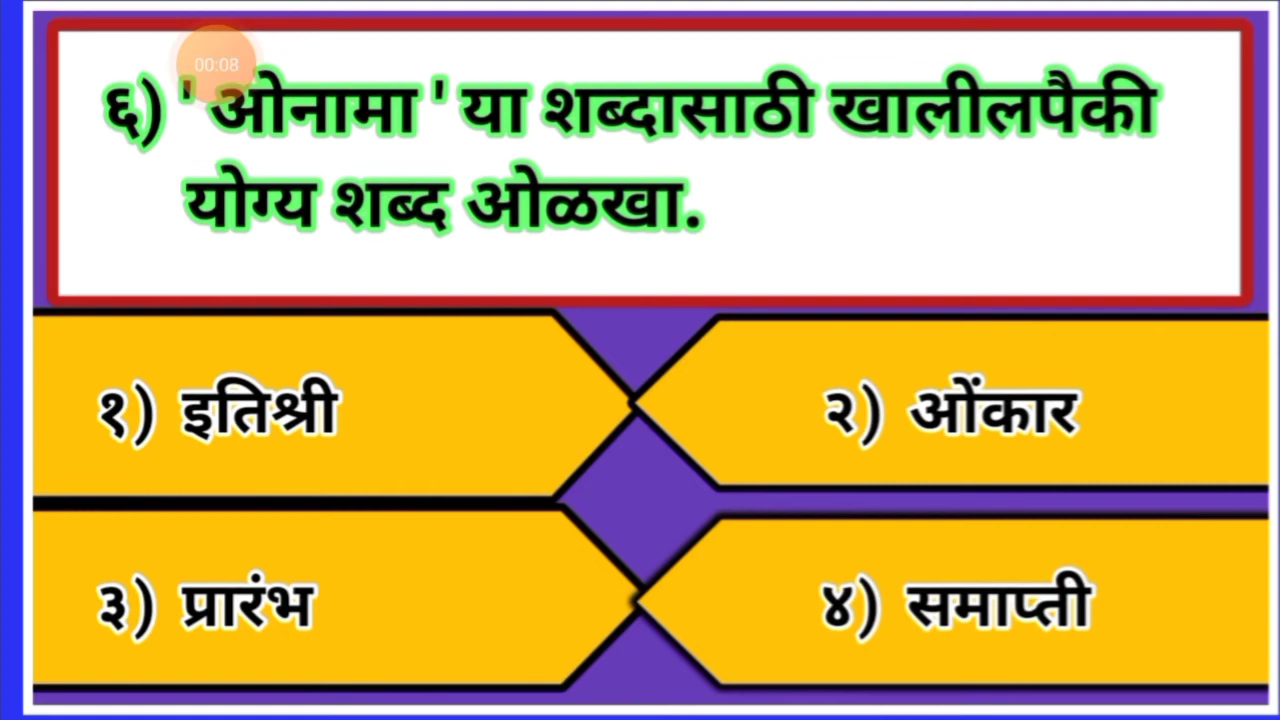 00:08
६) ' ओनामा ' या शब्दासाठी खालीलपैकी
योग्य शब्द ओळखा.
१) इतिश्री
२) ओंकार
३) प्रारंभ
४) समाप्ती